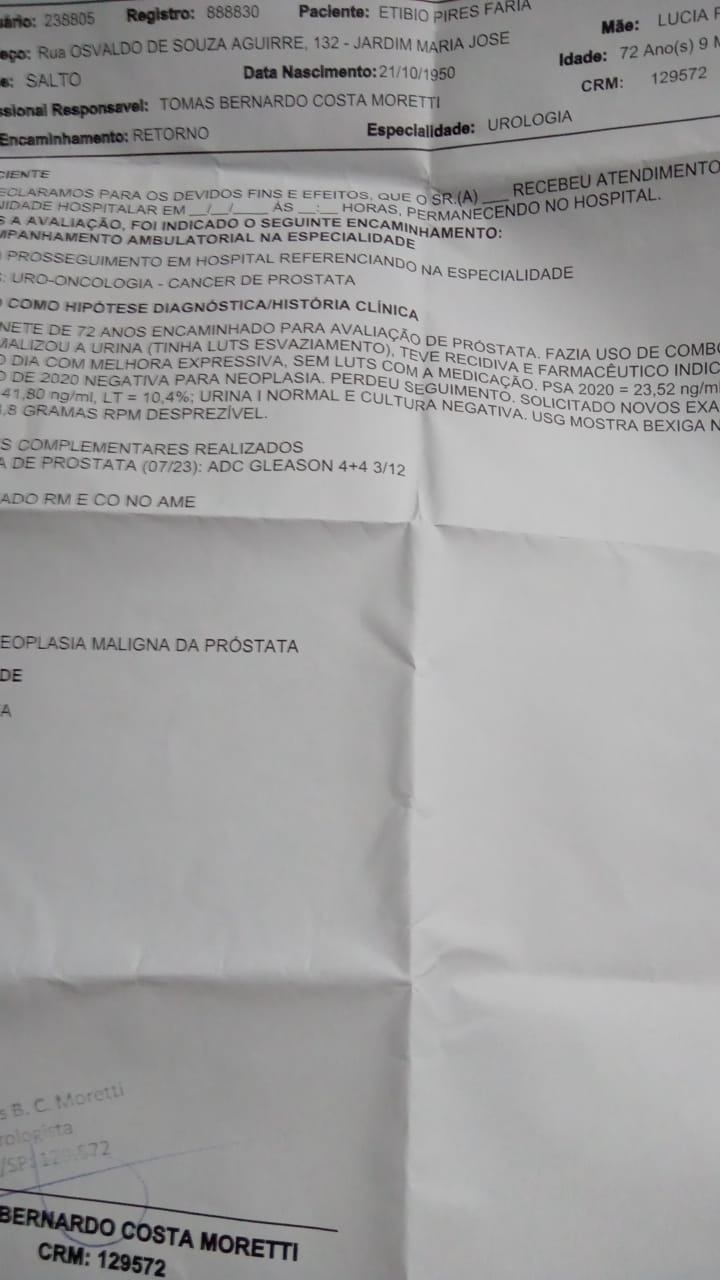 uário: 238805 Registro: 888830 Paciente: ETIBIO PIRES FARIA
eço: Rua OSVALDO DE SOUZA AGUIRRE, 132 - JARDIM MARIA JOSE Mãe: LUCIA F
e: SALTO Data Nascimento: 21/10/1950 Idade: 72 Ano(s) 9 M
ssional Responsavel: TOMAS BERNARDO COSTA MORETTI CRM: 129572
Encaminhamento: RETORNO Especialidade: UROLOGIA
CIENTE
ECLARAMOS PARA OS DEVIDOS FINS E EFEITOS, QUE O SR.(A) ___ RECEBEU ATENDIMENTO
NIDADE HOSPITALAR EM __/__/____ ÁS __:__ HORAS, PERMANECENDO NO HOSPITAL.
S A AVALIAÇÃO, FOI INDICADO O SEGUINTE ENCAMINHAMENTO:
MPANHAMENTO AMBULATORIAL NA ESPECIALIDADE
PROSSEGUIMENTO EM HOSPITAL REFERENCIANDO NA ESPECIALIDADE
: URO-ONCOLOGIA - CANCER DE PROSTATA
O COMO HIPÓTESE DIAGNÓSTICA/HISTÓRIA CLÍNICA
NETE DE 72 ANOS ENCAMINHADO PARA AVALIAÇÃO DE PRÓSTATA. FAZIA USO DE COMBO
MALIZOU A URINA (TINHA LUTS ESVAZIAMENTO), TEVE RECIDIVA E FARMACÊUTICO INDIC
O DIA COM MELHORA EXPRESSIVA, SEM LUTS COM A MEDICAÇÃO. PSA 2020 = 23,52 ng/ml
O DE 2020 NEGATIVA PARA NEOPLASIA. PERDEU SEGUIMENTO. SOLICITADO NOVOS EXA
41,80 ng/ml, LT = 10,4%; URINA I NORMAL E CULTURA NEGATIVA. USG MOSTRA BEXIGA N
,8 GRAMAS RPM DESPREZÍVEL.
S COMPLEMENTARES REALIZADOS
A DE PROSTATA (07/23): ADC GLEASON 4+4 3/12
ADO RM E CO NO AME
EOPLASIA MALIGNA DA PRÓSTATA
DE
A
s B. C. Moretti
rologista
/SP: 129.572
BERNARDO COSTA MORETTI
CRM: 129572